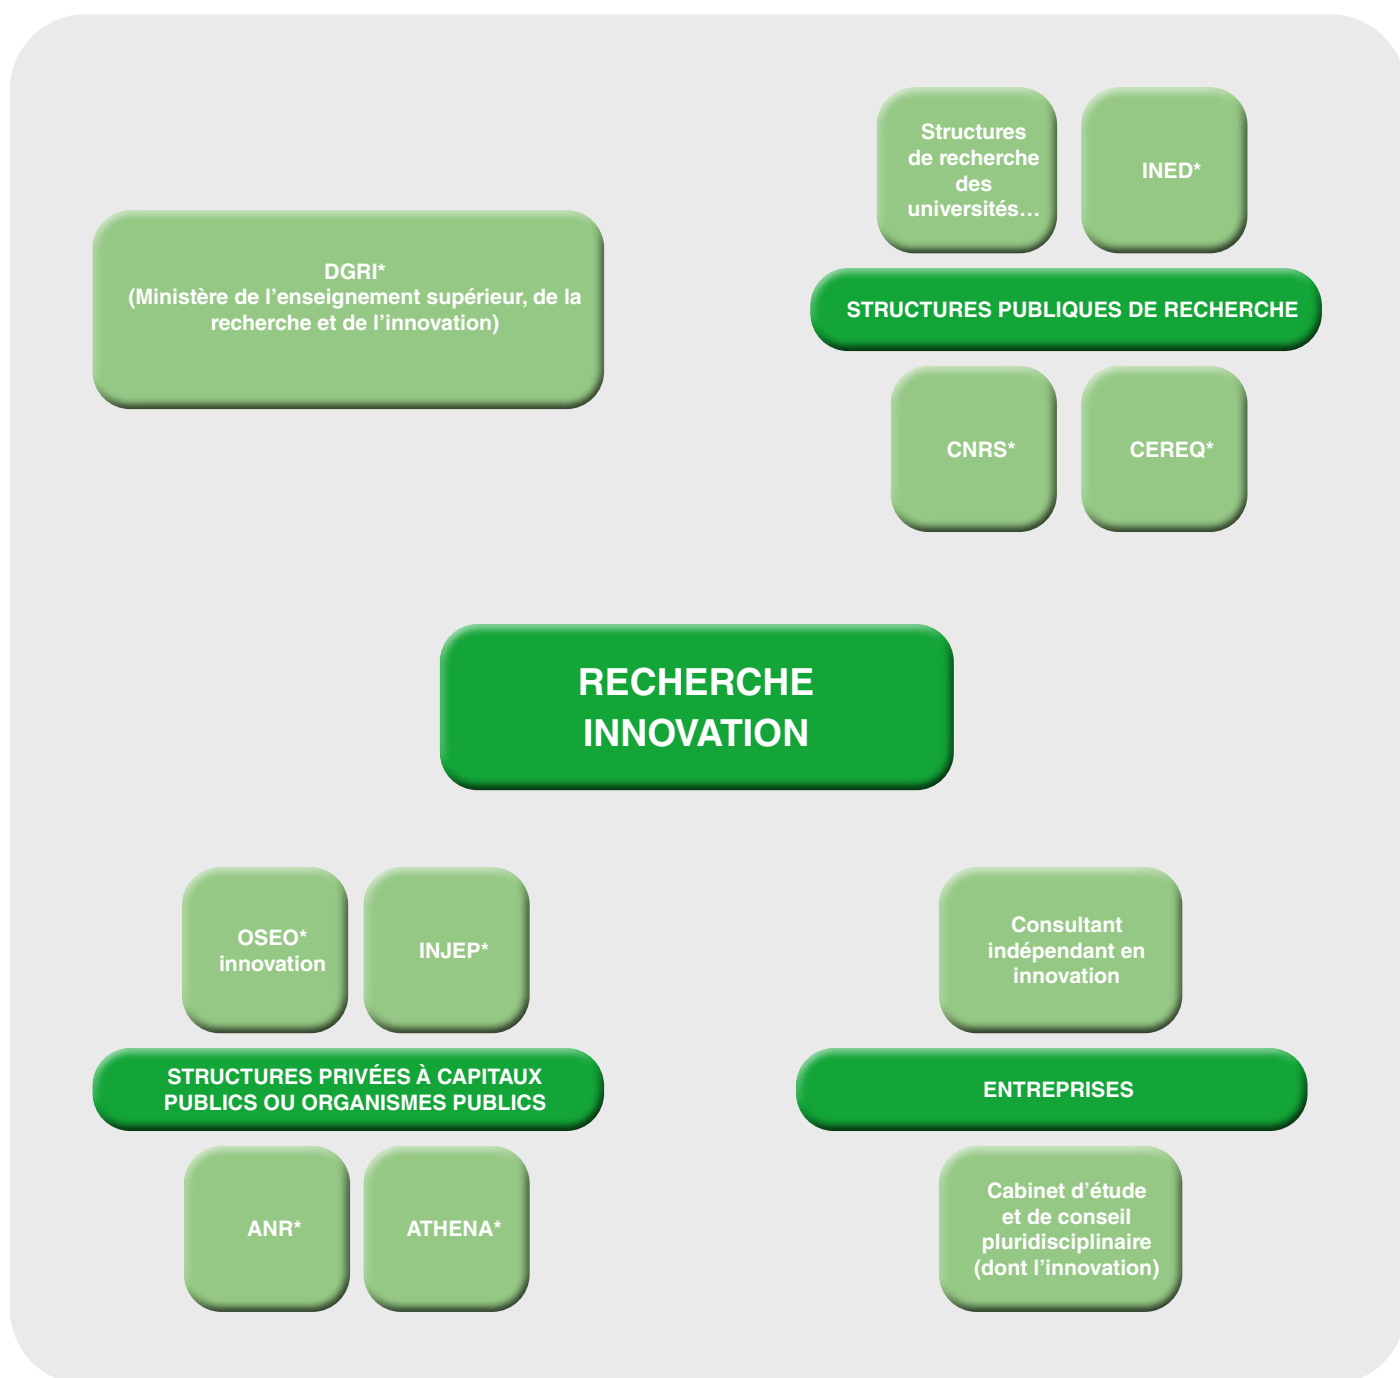 DGRI*
(Ministère de l’enseignement supérieur, de la
recherche et de l’innovation)
Structures
de recherche
des
universités…
INED*
STRUCTURES PUBLIQUES DE RECHERCHE
CNRS*
CEREQ*
RECHERCHE
INNOVATION
OSEO*
innovation
INJEP*
STRUCTURES PRIVÉES À CAPITAUX
PUBLICS OU ORGANISMES PUBLICS
ANR*
ATHENA*
Consultant
indépendant en
innovation
ENTREPRISES
Cabinet d’étude
et de conseil
pluridisciplinaire
(dont l’innovation)